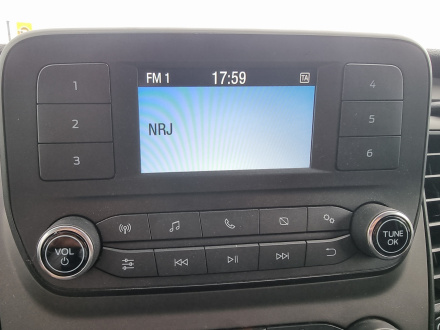 FM 1 17:59 TA
NRJ
1 4
2 5
3 6
VOL
TUNE
OK